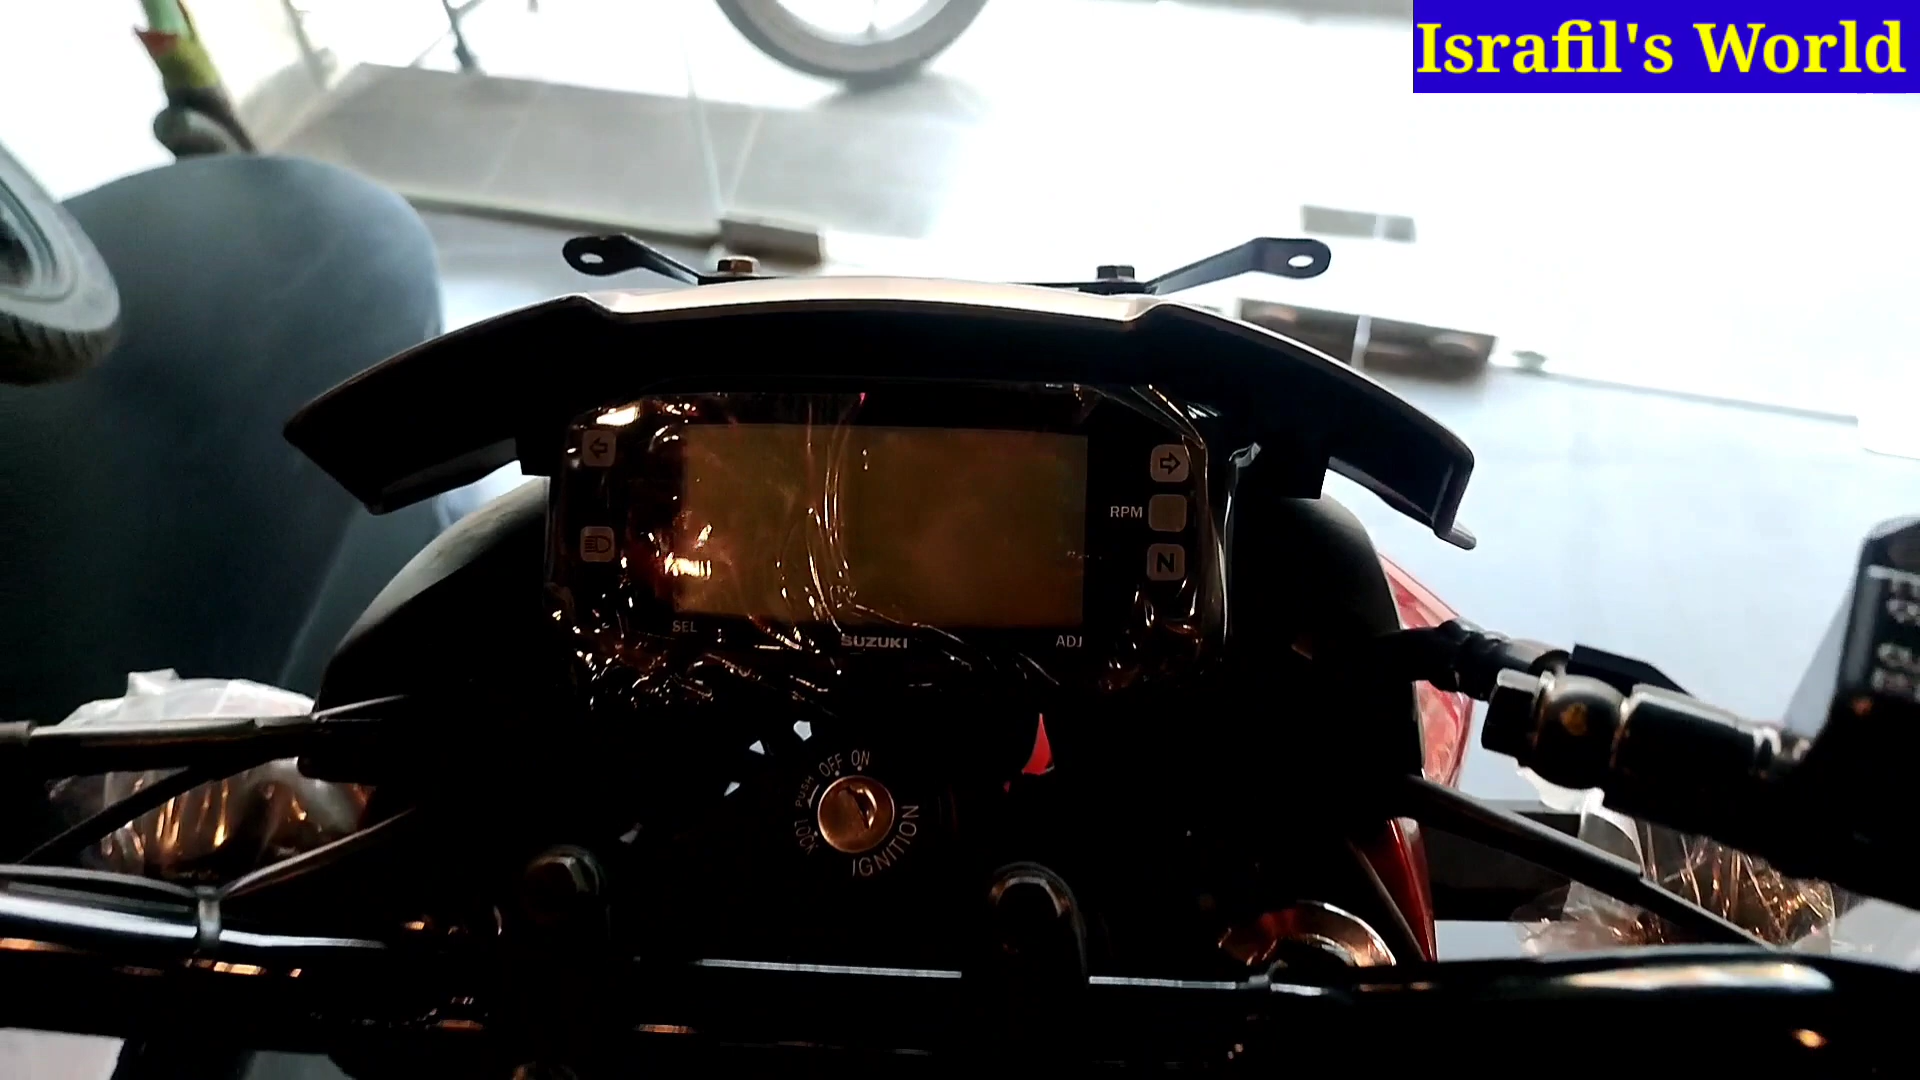 Israfil's World
RPM
N
SEL
SUZUKI
ADJ
OFF ON
PUSH
LOCK
IGNITION